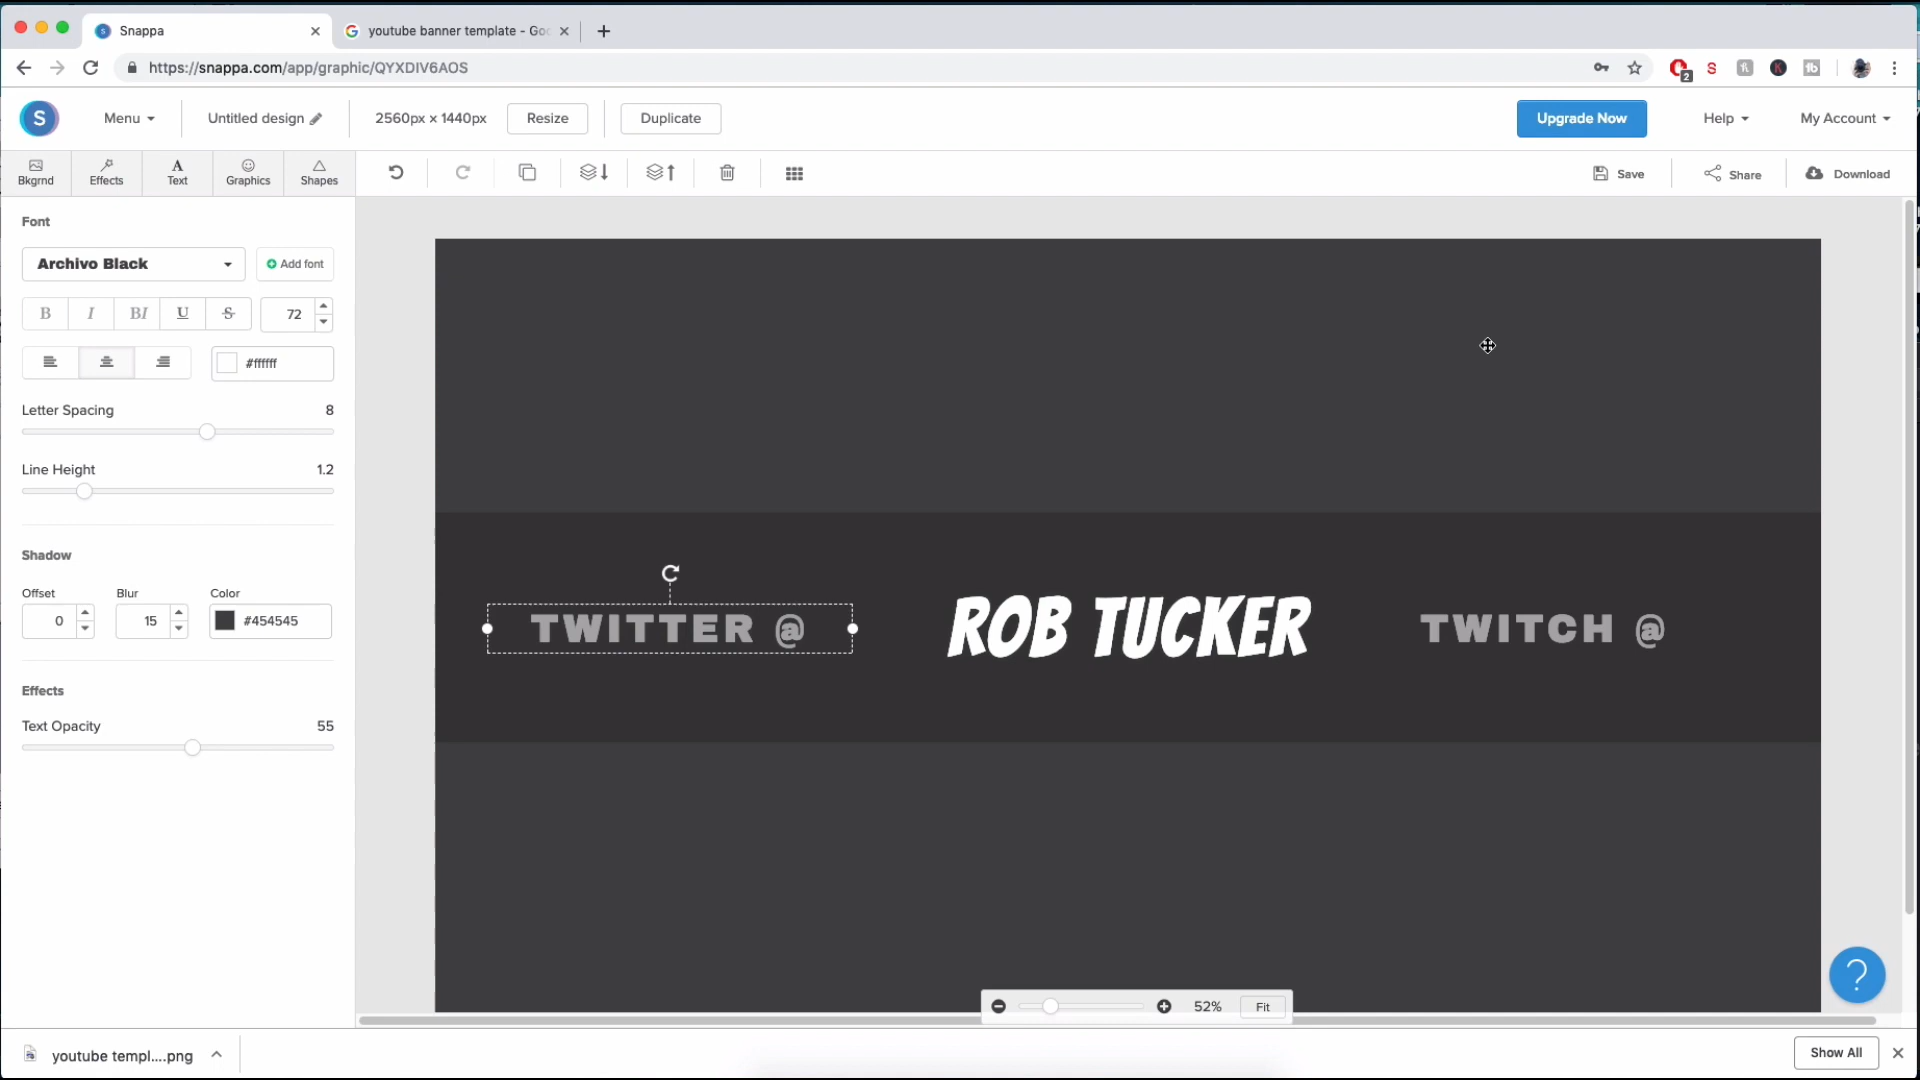 Snappa
youtube banner template - Goo
https://snappa.com/app/graphic/QYXDIV6AOS
2
S
K
tb
S
Menu
Untitled design
2560px × 1440px
Resize
Duplicate
Upgrade Now
Help
My Account
Bkgrnd
Effects
A
Text
Graphics
Shapes
Save
Share
Download
Font
Archivo Black
Add font
B
I
BI
U
S
72
#ffffff
Letter Spacing
8
Line Height
1.2
Shadow
Offset
Blur
Color
0
15
#454545
Effects
Text Opacity
55
TWITTER @
ROB TUCKER
TWITCH @
52%
Fit
?
youtube templ....png
Show All